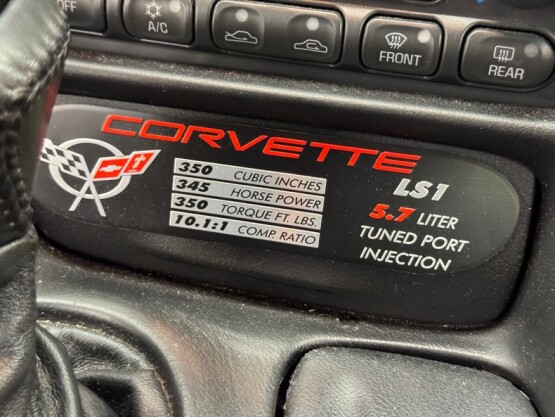 OFF
A/C
FRONT
REAR
CORVETTE
350 CUBIC INCHES
345 HORSE POWER
350 TORQUE FT. LBS.
10.1:1 COMP. RATIO
LS1
5.7 LITER
TUNED PORT
INJECTION